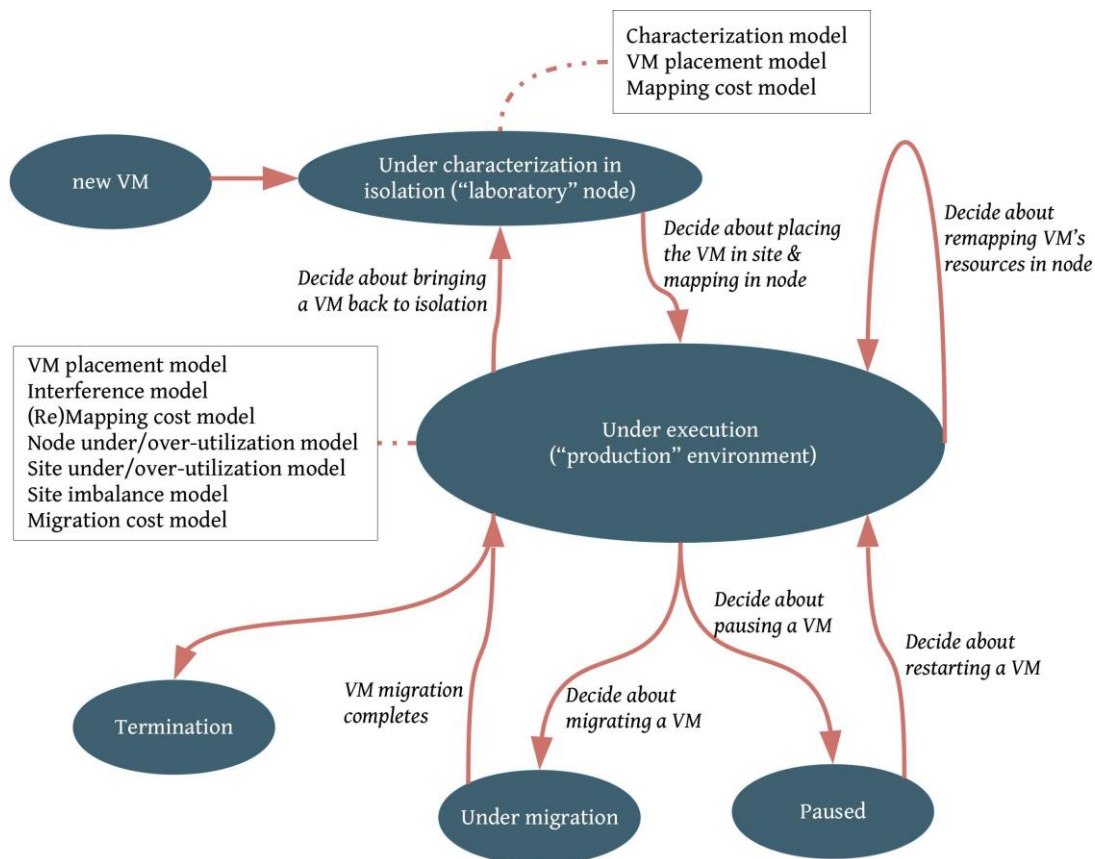 Characterization model
VM placement model
Mapping cost model
new VM
Under characterization in
isolation (“laboratory” node)
Decide about
remapping VM’s
resources in node
Decide about placing
the VM in site &
mapping in node
Decide about bringing
a VM back to isolation
VM placement model
Interference model
(Re)Mapping cost model
Node under/over-utilization model
Site under/over-utilization model
Site imbalance model
Migration cost model
Under execution
(“production” environment)
Decide about
pausing a VM
Decide about
restarting a VM
VM migration
completes
Decide about
migrating a VM
Termination
Under migration
Paused